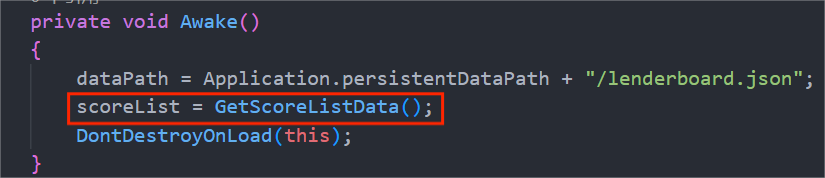 private void Awake()
{
dataPath = Application.persistentDataPath + "/lenderboard.json";
scoreList = GetScoreListData();
DontDestroyOnLoad(this);
}